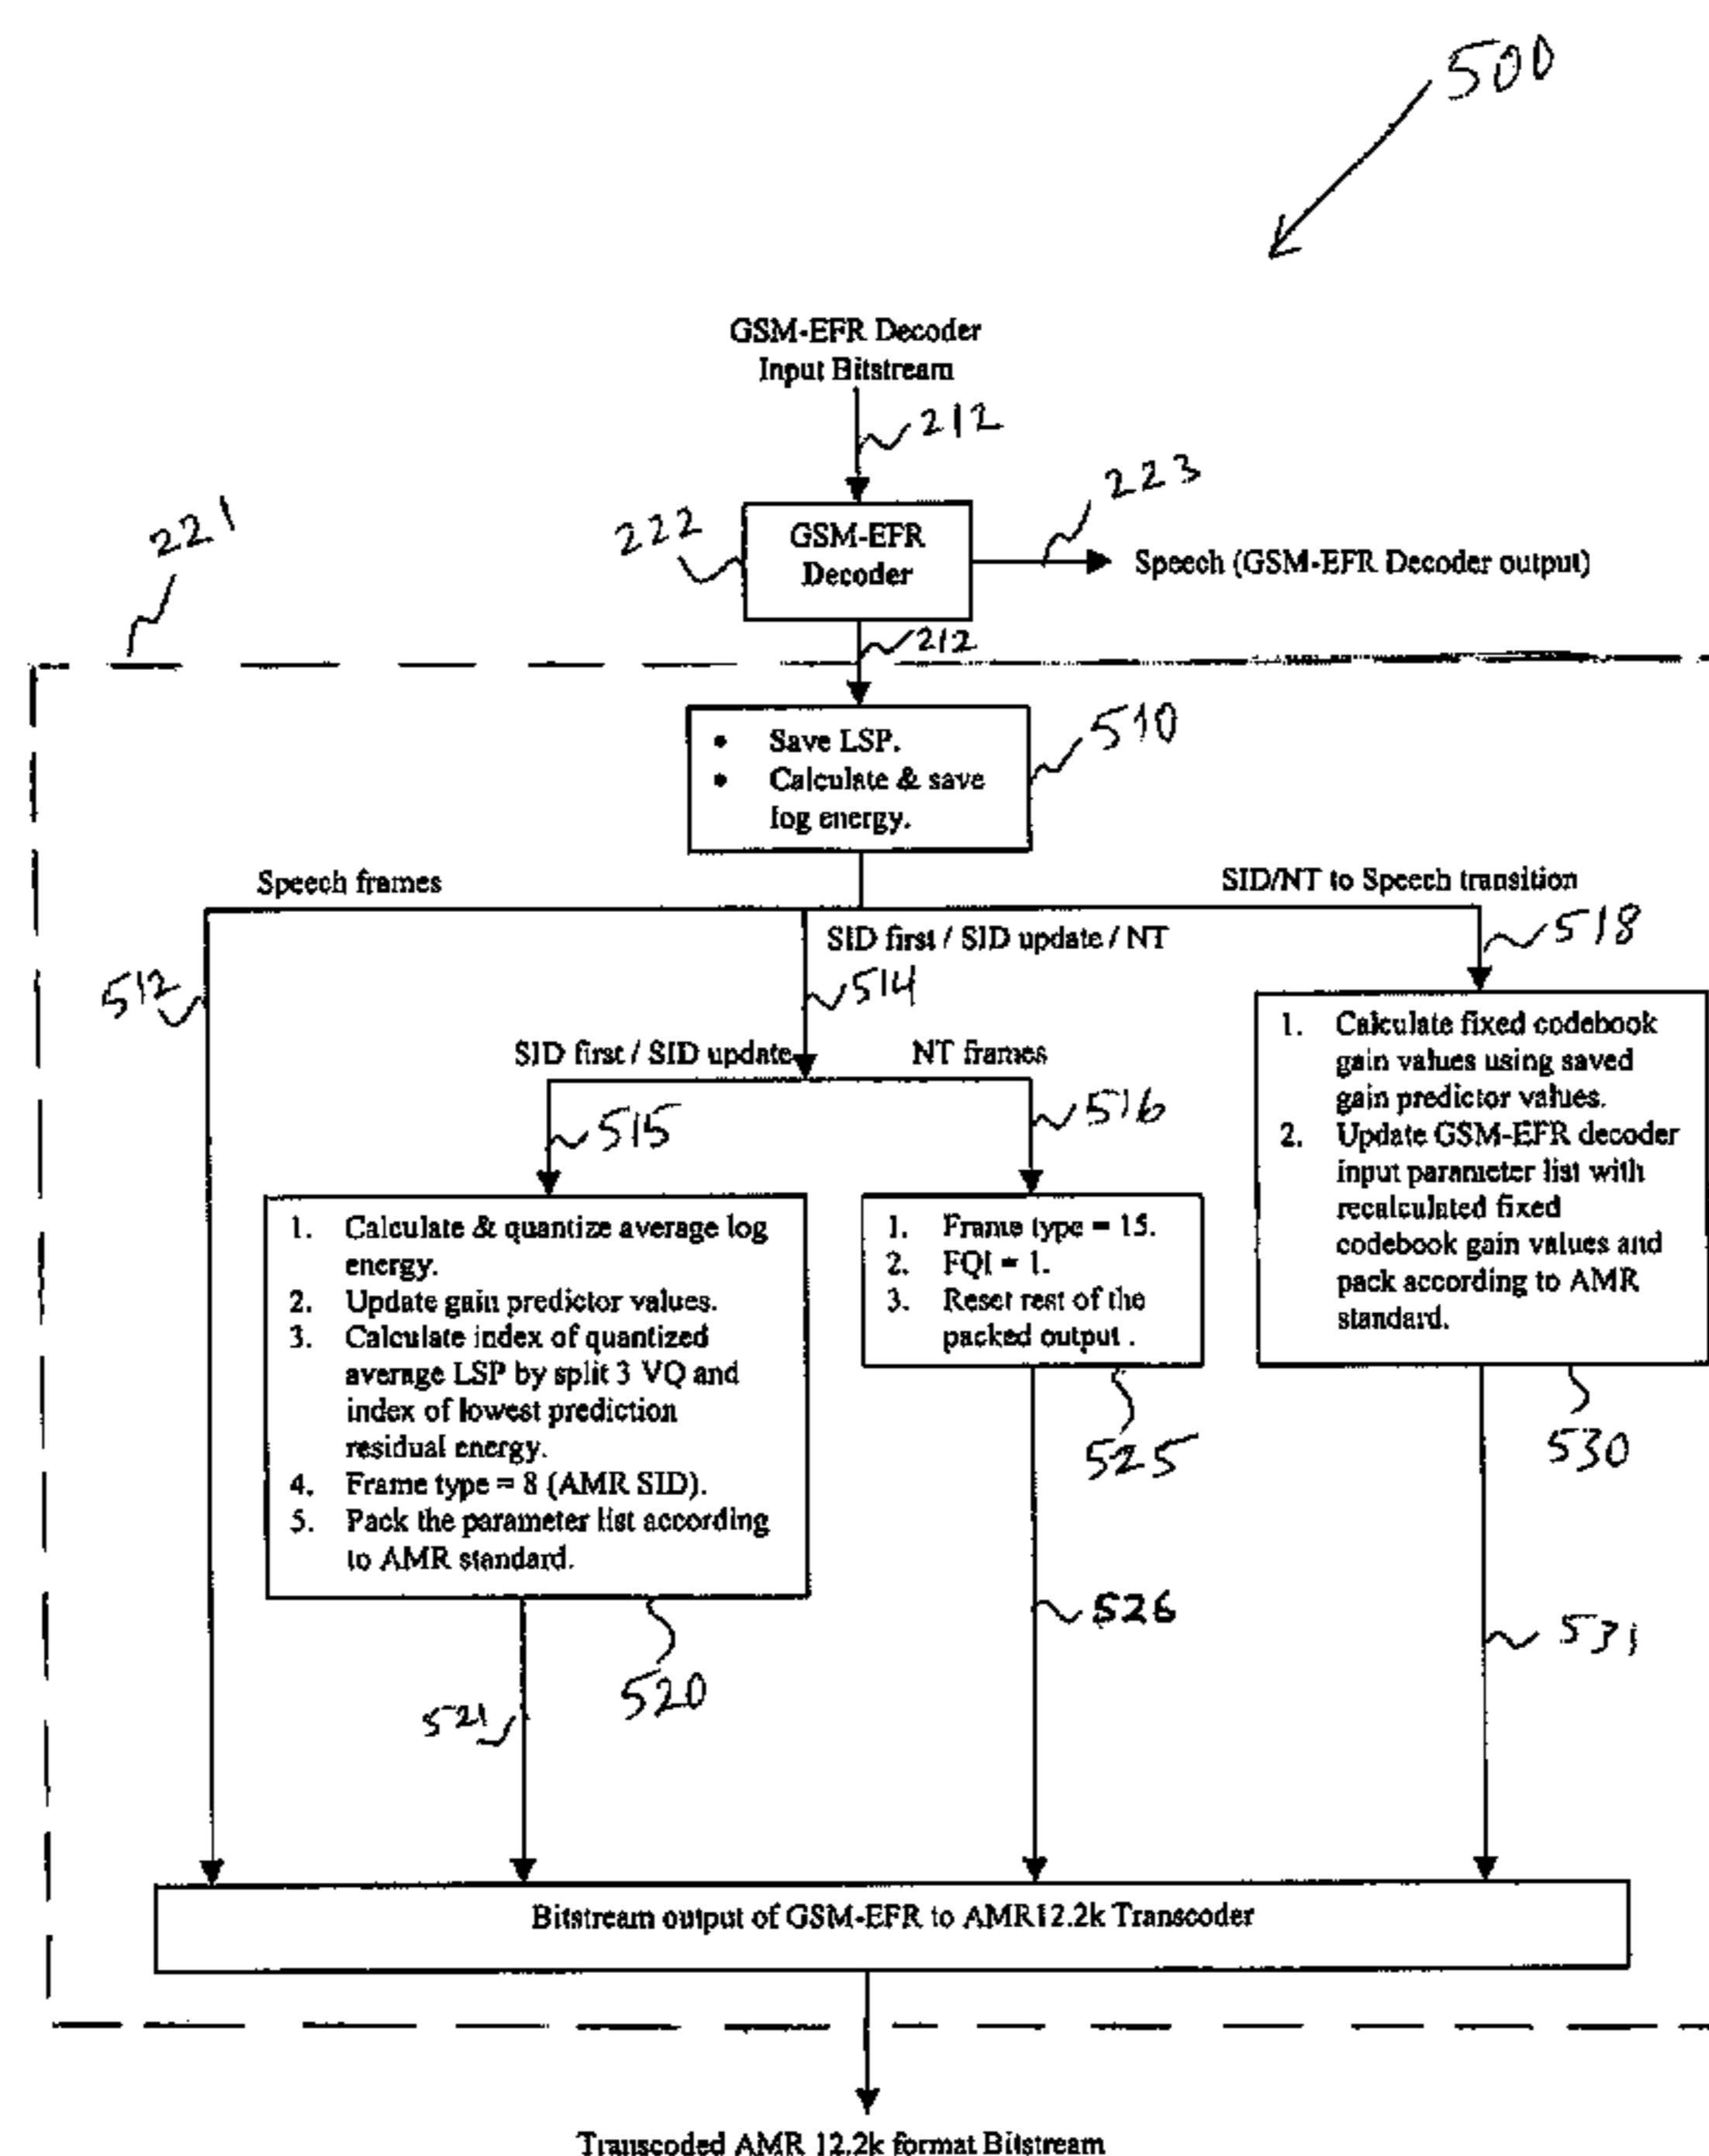 500
GSM-EFR Decoder
Input Bitstream
212
223
221
222
GSM-EFR
Decoder
Speech (GSM-EFR Decoder output)
212
510
• Save LSP.
• Calculate & save
log energy.
Speech frames
SID/NT to Speech transition
SID first / SID update / NT
518
512
514
SID first / SID update
NT frames
515
516
1. Calculate fixed codebook
gain values using saved
gain predictor values.
2. Update GSM-EFR decoder
input parameter list with
recalculated fixed
codebook gain values and
pack according to AMR
standard.
1. Calculate & quantize average log
energy.
2. Update gain predictor values.
3. Calculate index of quantized
average LSP by split 3 VQ and
index of lowest prediction
residual energy.
4. Frame type = 8 (AMR SID).
5. Pack the parameter list according
to AMR standard.
1. Frame type = 15.
2. FQI = 1.
3. Reset rest of the
packed output .
525
530
526
531
520
521
Bitstream output of GSM-EFR to AMR12.2k Transcoder
Transcoded AMR 12.2k format Bitstream